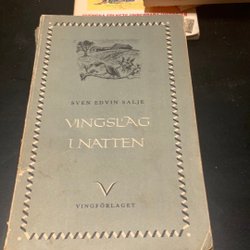 SVEN EDVIN SALJE
VINGSLAG
I NATTEN
V
VINGFÖRLAGET